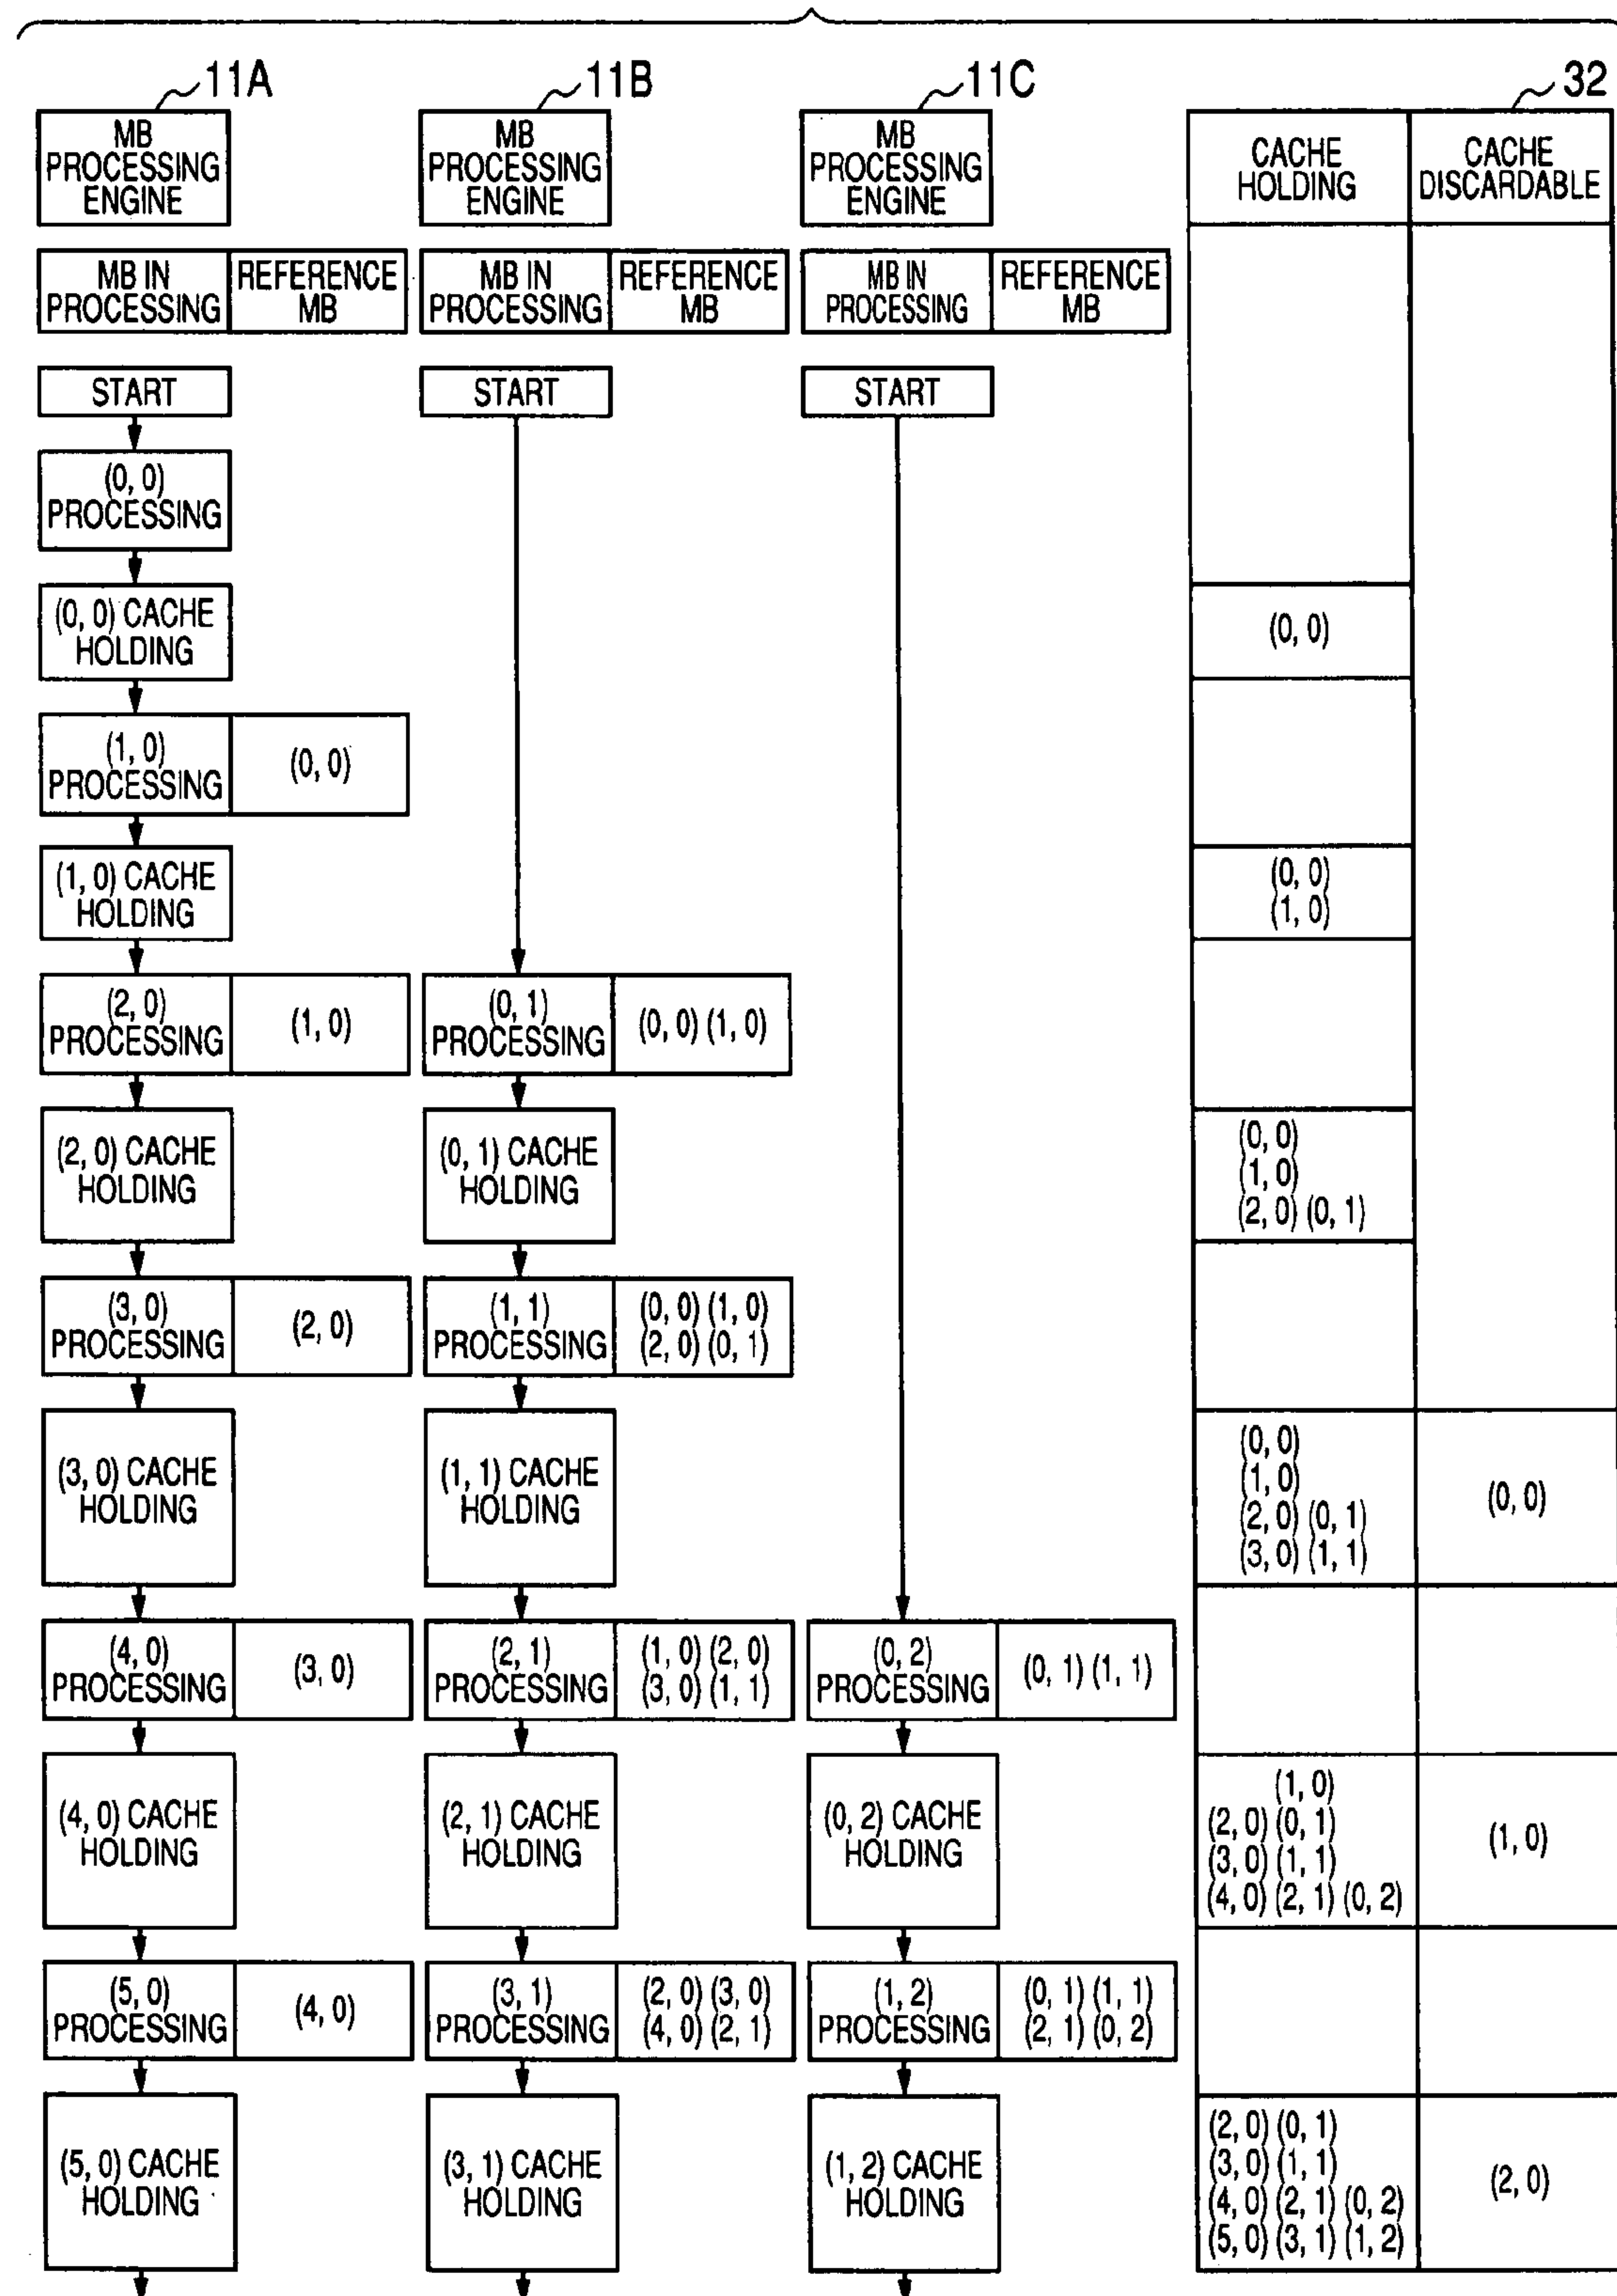 11A
11B
11C
32
MB
PROCESSING
ENGINE
MB
PROCESSING
ENGINE
MB
PROCESSING
ENGINE
CACHE
HOLDING
CACHE
DISCARDABLE
MB IN
PROCESSING
REFERENCE
MB
MB IN
PROCESSING
REFERENCE
MB
MB IN
PROCESSING
REFERENCE
MB
START
START
START
(0, 0)
PROCESSING
(0, 0) CACHE
HOLDING
(0, 0)
(1, 0)
PROCESSING
(0, 0)
(1, 0) CACHE
HOLDING
(0, 0)
(1, 0)
(2, 0)
PROCESSING
(1, 0)
(0, 1)
PROCESSING
(0, 0) (1, 0)
(2, 0) CACHE
HOLDING
(0, 1) CACHE
HOLDING
(0, 0)
(1, 0)
(2, 0) (0, 1)
(3, 0)
PROCESSING
(2, 0)
(1, 1)
PROCESSING
(0, 0) (1, 0)
(2, 0) (0, 1)
(3, 0) CACHE
HOLDING
(1, 1) CACHE
HOLDING
(0, 0)
(1, 0)
(2, 0) (0, 1)
(3, 0) (1, 1)
(0, 0)
(4, 0)
PROCESSING
(3, 0)
(2, 1)
PROCESSING
(1, 0) (2, 0)
(3, 0) (1, 1)
(0, 2)
PROCESSING
(0, 1) (1, 1)
(4, 0) CACHE
HOLDING
(2, 1) CACHE
HOLDING
(0, 2) CACHE
HOLDING
(1, 0)
(2, 0) (0, 1)
(3, 0) (1, 1)
(4, 0) (2, 1) (0, 2)
(1, 0)
(5, 0)
PROCESSING
(4, 0)
(3, 1)
PROCESSING
(2, 0) (3, 0)
(4, 0) (2, 1)
(1, 2)
PROCESSING
(0, 1) (1, 1)
(2, 1) (0, 2)
(5, 0) CACHE
HOLDING
(3, 1) CACHE
HOLDING
(1, 2) CACHE
HOLDING
(2, 0) (0, 1)
(3, 0) (1, 1)
(4, 0) (2, 1) (0, 2)
(5, 0) (3, 1) (1, 2)
(2, 0)